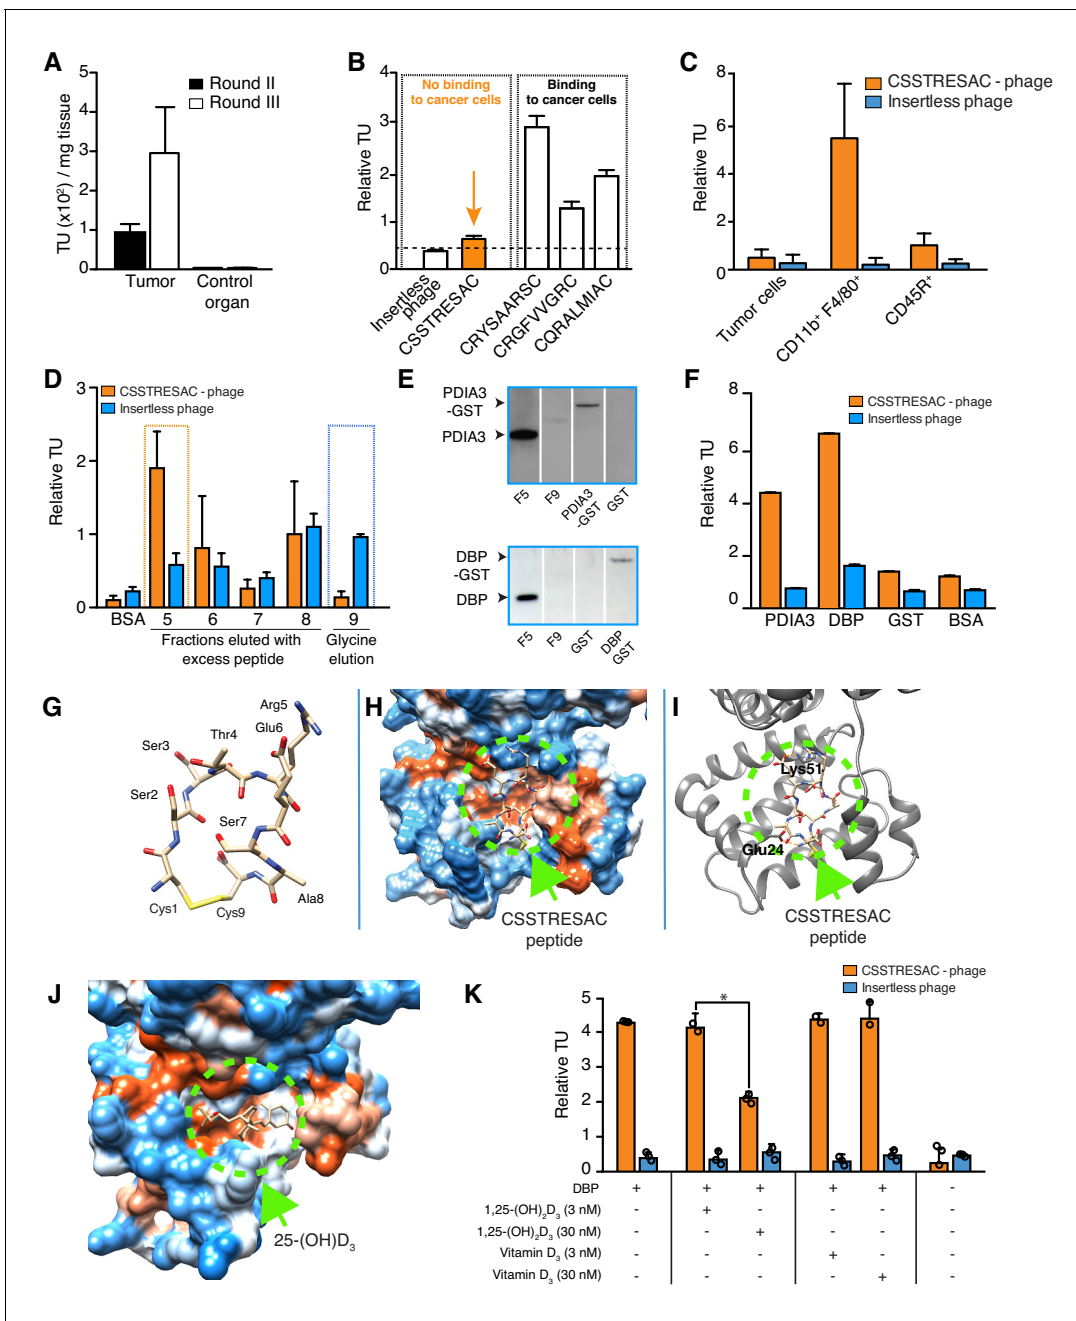 A
TU (x10²) / mg tissue
5
4
3
2
1
0
Round II
Round III
Tumor
Control
organ
B
Relative TU
4
3
2
1
0
No binding
to cancer cells
Binding
to cancer cells
Insertless
phage
CSSTRESAC
CRYSAARSC
CRGFVVGRC
CQRALMIAC
C
Relative TU
8
6
4
2
0
CSSTRESAC - phage
Insertless phage
Tumor cells
CD11b⁺ F4/80⁺
CD45R⁺
D
Relative TU
3
2
1
0
CSSTRESAC - phage
Insertless phage
BSA
5
6
7
8
9
Fractions eluted with
excess peptide
Glycine
elution
E
PDIA3
-GST
PDIA3
F5
F9
PDIA3
-GST
GST
DBP
-GST
DBP
F5
F9
GST
DBP
GST
F
Relative TU
8
6
4
2
0
CSSTRESAC - phage
Insertless phage
PDIA3
DBP
GST
BSA
G
Arg5
Glu6
Thr4
Ser3
Ser2
Ser7
Cys1
Cys9
Ala8
H
CSSTRESAC
peptide
I
Lys51
Glu24
CSSTRESAC
peptide
J
25-(OH)D₃
K
CSSTRESAC - phage
Insertless phage
Relative TU
5
4
3
2
1
0
*
DBP + + + + + -
1,25-(OH)₂D₃ (3 nM) - + - - - -
1,25-(OH)₂D₃ (30 nM) - - + - - -
Vitamin D₃ (3 nM) - - - + - -
Vitamin D₃ (30 nM) - - - - + -